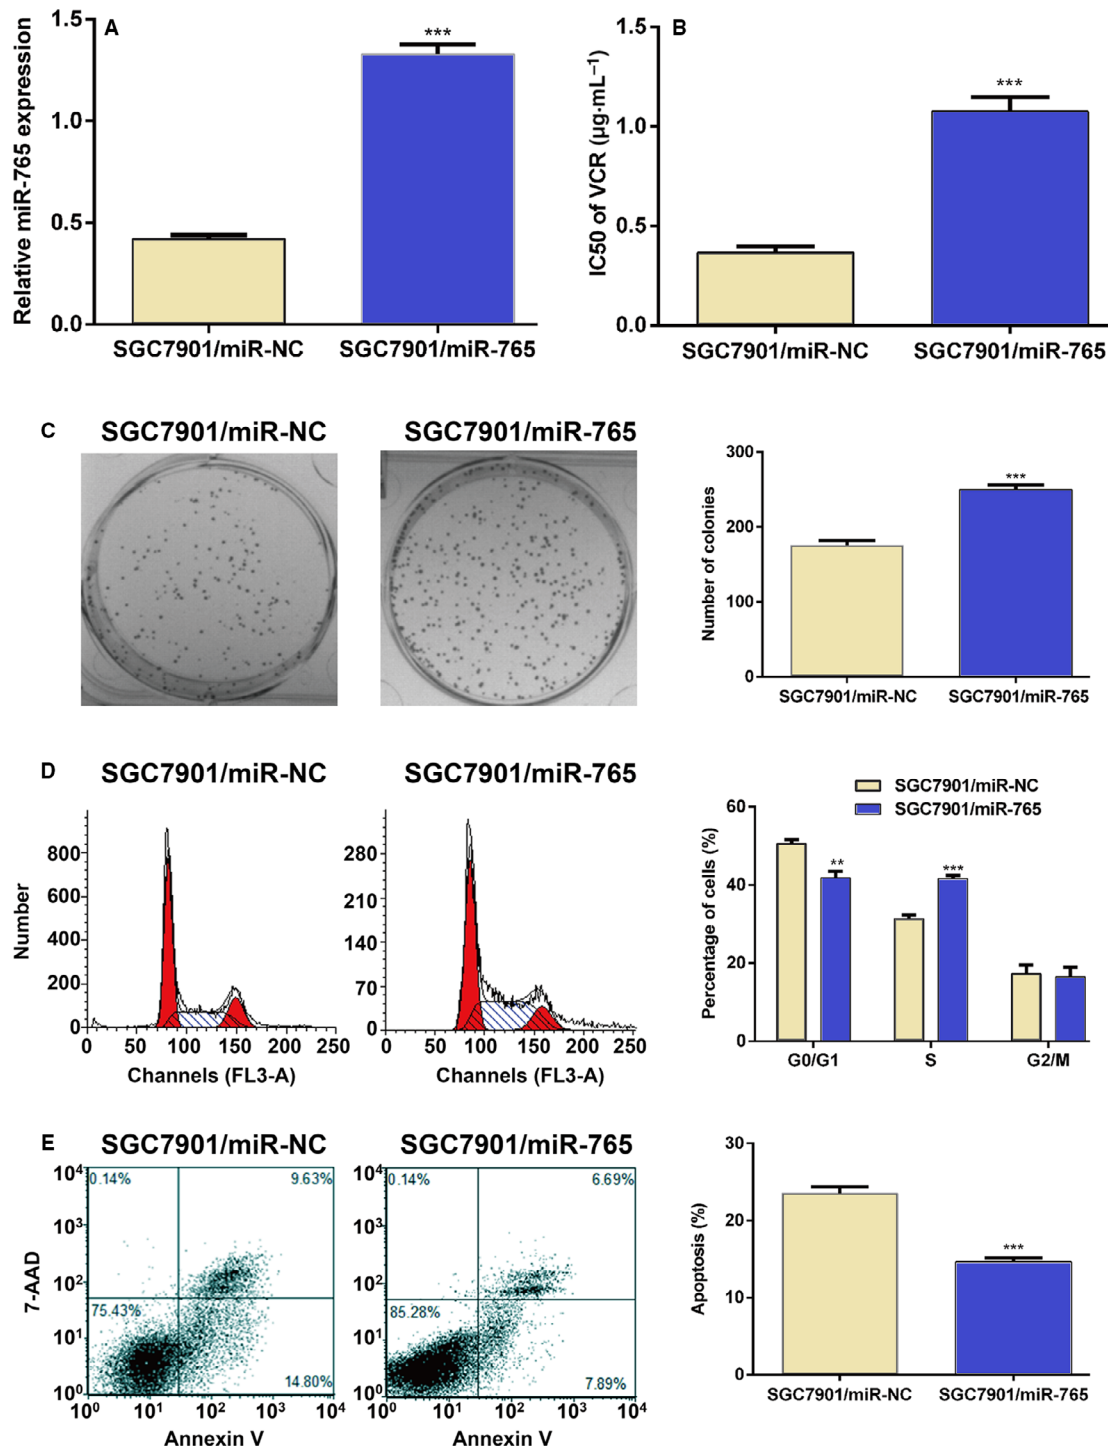 A
Relative miR-765 expression
1.5
1.0
0.5
0.0
***
SGC7901/miR-NC SGC7901/miR-765
B
IC50 of VCR (µg·mL⁻¹)
1.5
1.0
0.5
0.0
***
SGC7901/miR-NC SGC7901/miR-765
C
SGC7901/miR-NC SGC7901/miR-765
Number of colonies
300
200
100
0
***
SGC7901/miR-NC SGC7901/miR-765
D
SGC7901/miR-NC SGC7901/miR-765
Number
800
600
400
200
0
0 50 100 150 200 250
Channels (FL3-A)
280
210
140
70
0
0 50 100 150 200 250
Channels (FL3-A)
SGC7901/miR-NC
SGC7901/miR-765
Percentage of cells (%)
60
40
20
0
** ***
G0/G1 S G2/M
E
SGC7901/miR-NC SGC7901/miR-765
7-AAD
10⁴
10³
10²
10¹
10⁰
0.14% 9.63%
75.43%
14.80%
10⁰ 10¹ 10² 10³ 10⁴
Annexin V
10⁴
10³
10²
10¹
10⁰
0.14% 6.69%
85.28%
7.89%
10⁰ 10¹ 10² 10³ 10⁴
Annexin V
Apoptosis (%)
30
20
10
0
***
SGC7901/miR-NC SGC7901/miR-765